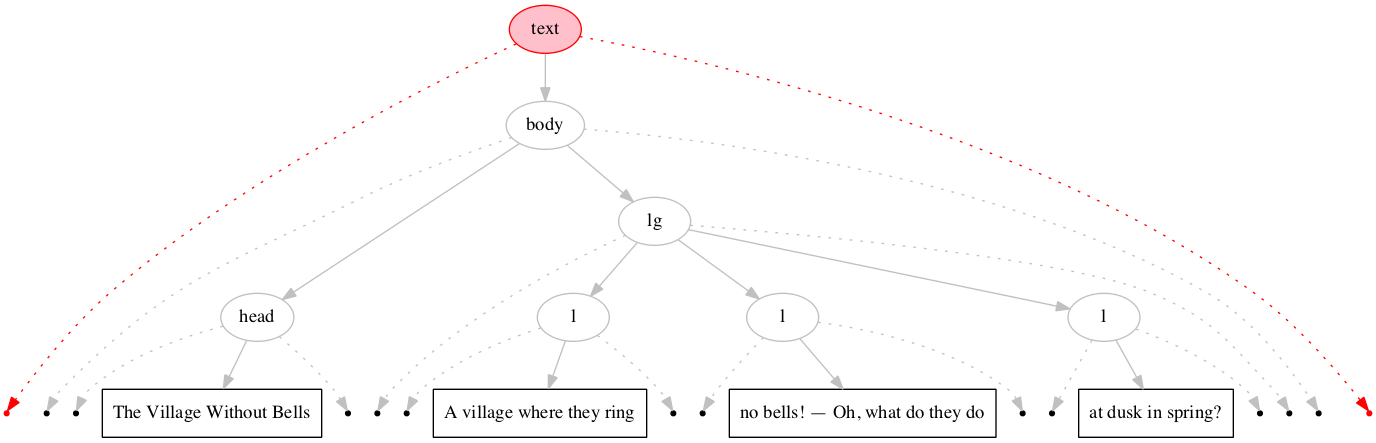 text
body
lg
head
l
l
l
The Village Without Bells
A village where they ring
no bells! — Oh, what do they do
at dusk in spring?